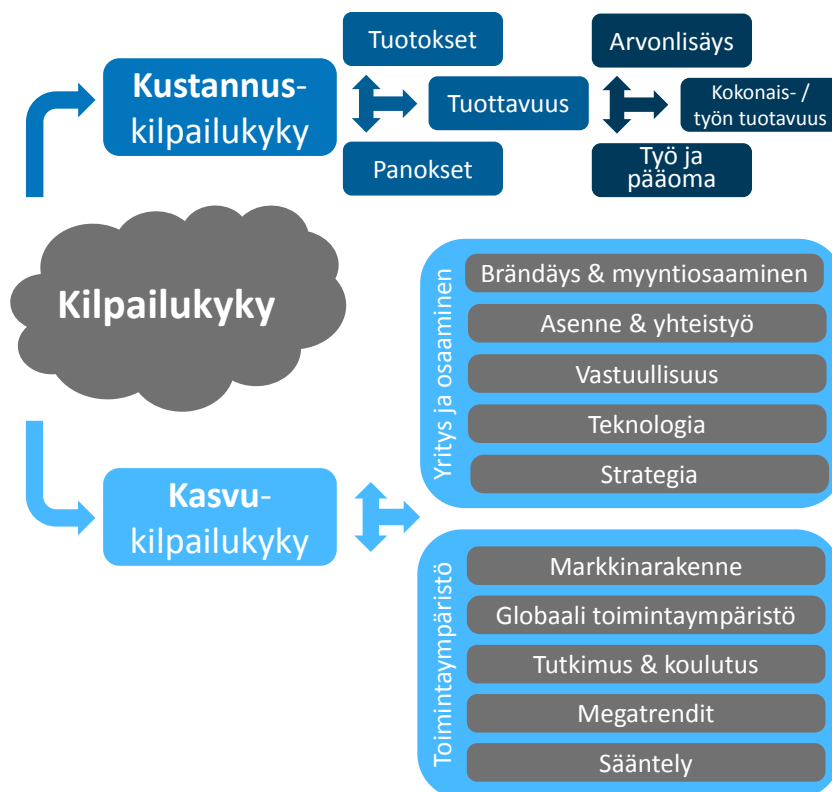 Tuotokset
Arvonlisäys
Kustannus-
kilpailukyky
Tuottavuus
Kokonais- /
työn tuotavuus
Panokset
Työ ja
pääoma
Kilpailukyky
Yritys ja osaaminen
Brändäys & myyntiosaaminen
Asenne & yhteistyö
Vastuullisuus
Teknologia
Strategia
Kasvu-
kilpailukyky
Toimintaympäristö
Markkinarakenne
Globaali toimintaympäristö
Tutkimus & koulutus
Megatrendit
Sääntely